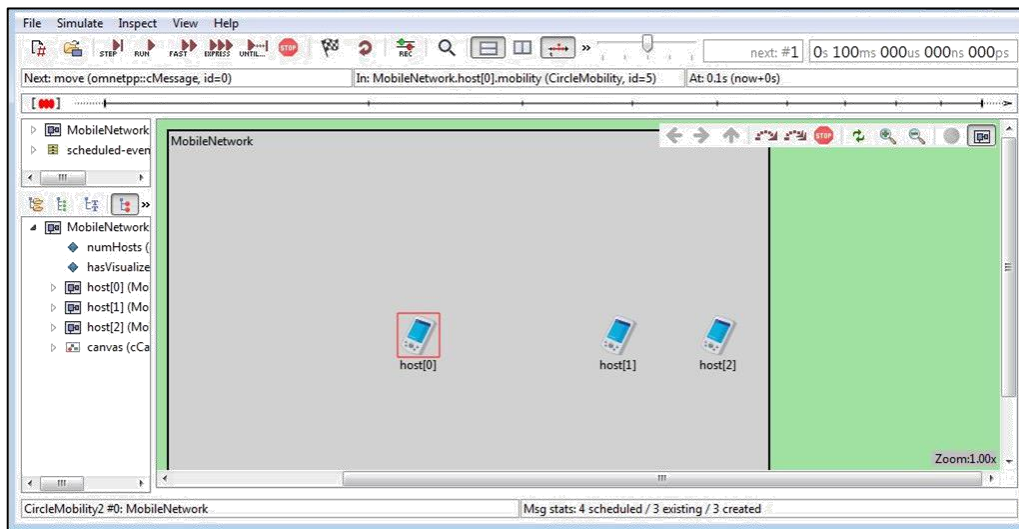 File Simulate Inspect View Help
STEP RUN FAST EXPRESS UNTIL... STOP REC » next: #1 0s 100ms 000us 000ns 000ps
Next: move (omnetpp::cMessage, id=0) In: MobileNetwork.host[0].mobility (CircleMobility, id=5) At: 0.1s (now+0s)
MobileNetwork
scheduled-even
»
MobileNetwork
numHosts (
hasVisualize
host[0] (Mo
host[1] (Mo
host[2] (Mo
canvas (cCa
MobileNetwork
STOP
host[0] host[1] host[2]
Zoom:1.00x
CircleMobility2 #0: MobileNetwork Msg stats: 4 scheduled / 3 existing / 3 created